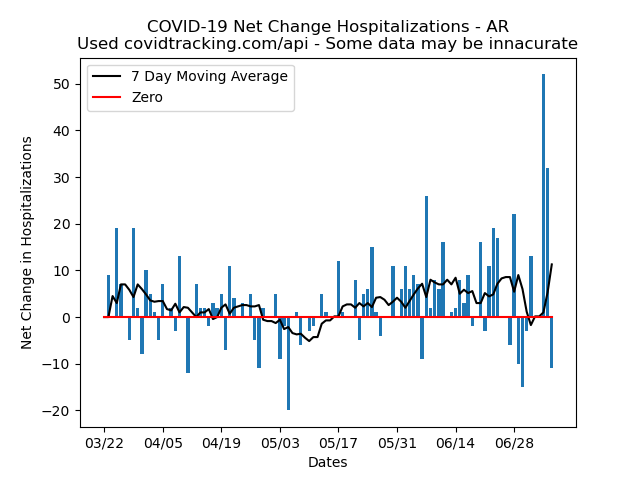 COVID-19 Net Change Hospitalizations - AR
Used covidtracking.com/api - Some data may be innacurate
7 Day Moving Average
Zero
Net Change in Hospitalizations
50
40
30
20
10
0
−10
−20
03/22 04/05 04/19 05/03 05/17 05/31 06/14 06/28
Dates